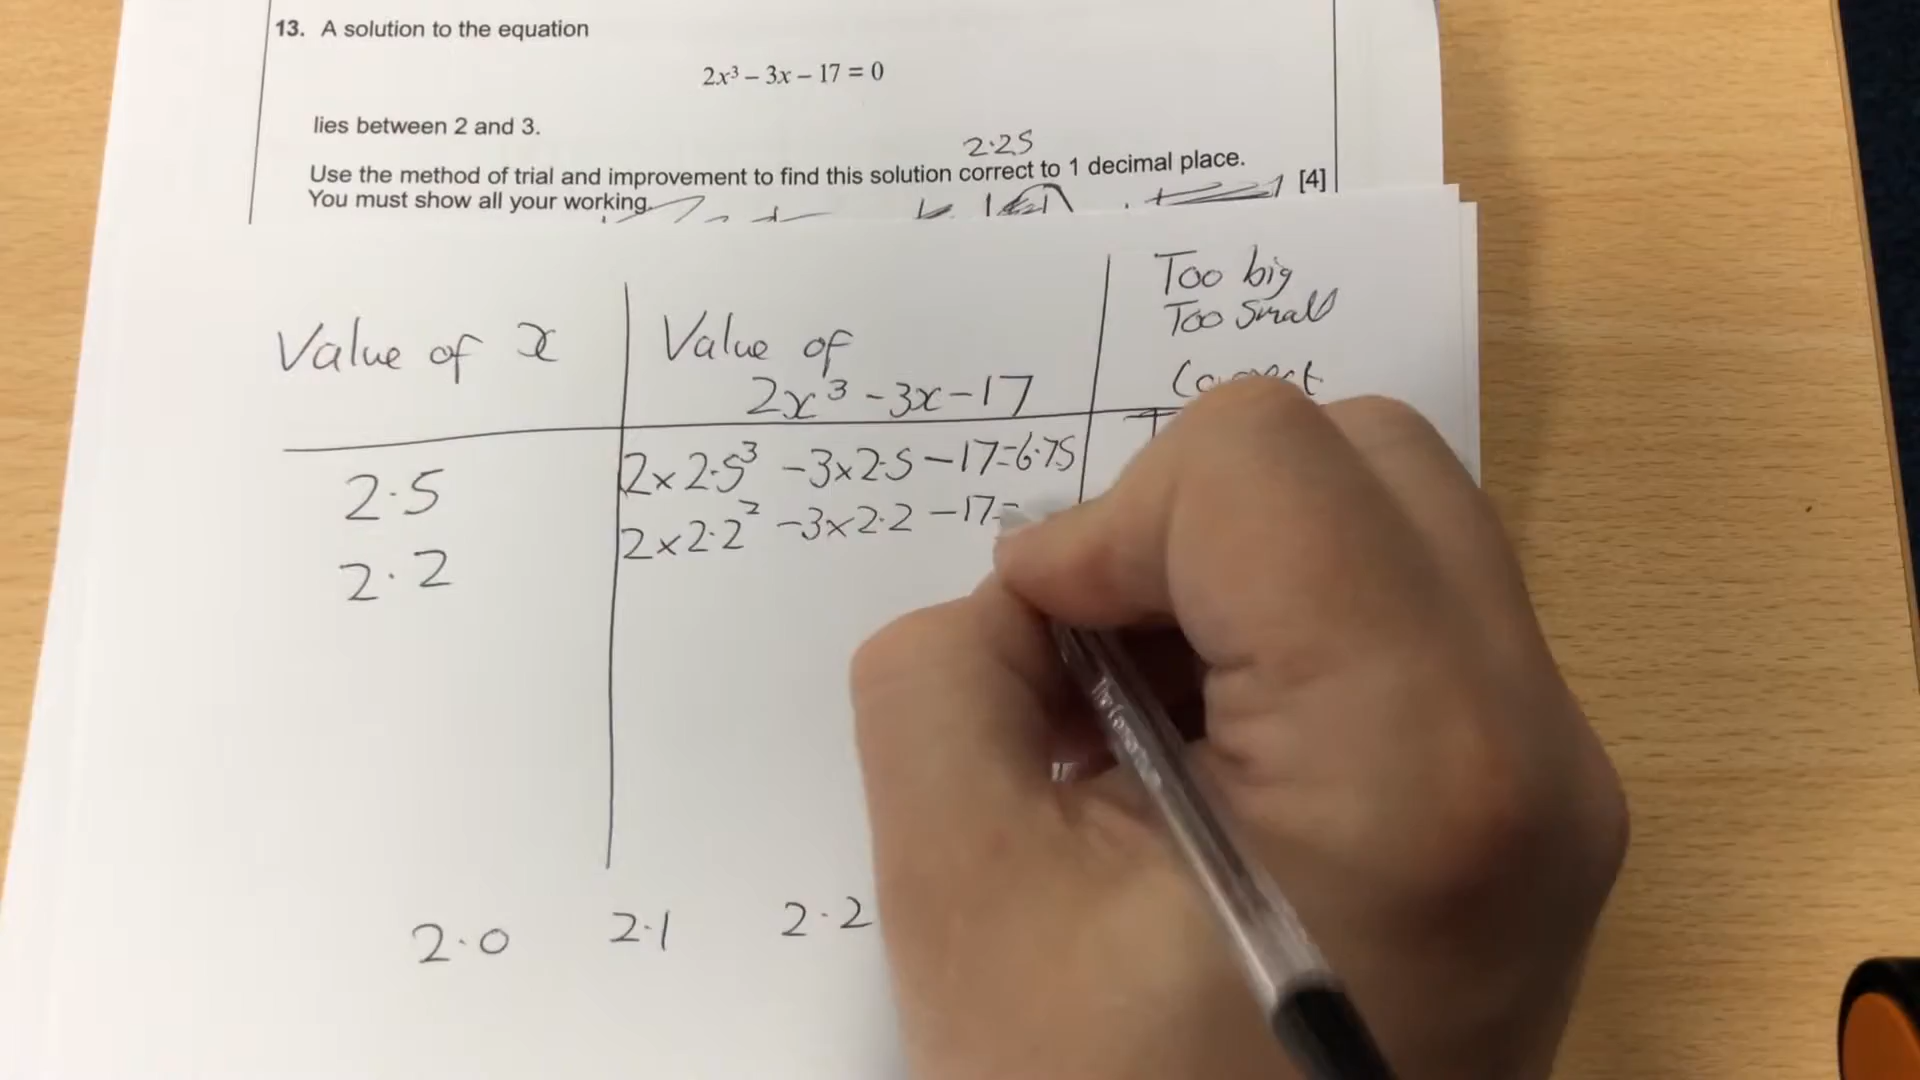 13. A solution to the equation
2x³ – 3x – 17 = 0
lies between 2 and 3.
2·25
Use the method of trial and improvement to find this solution correct to 1 decimal place.
You must show all your working.
[4]
Value of x
Value of
2x³ -3x-17
Too big
Too Small
2·5
2×2·5³ -3×2·5 -17=6·75
2·2
2×2·2² -3×2·2 -17=
2·0 2·1 2·2